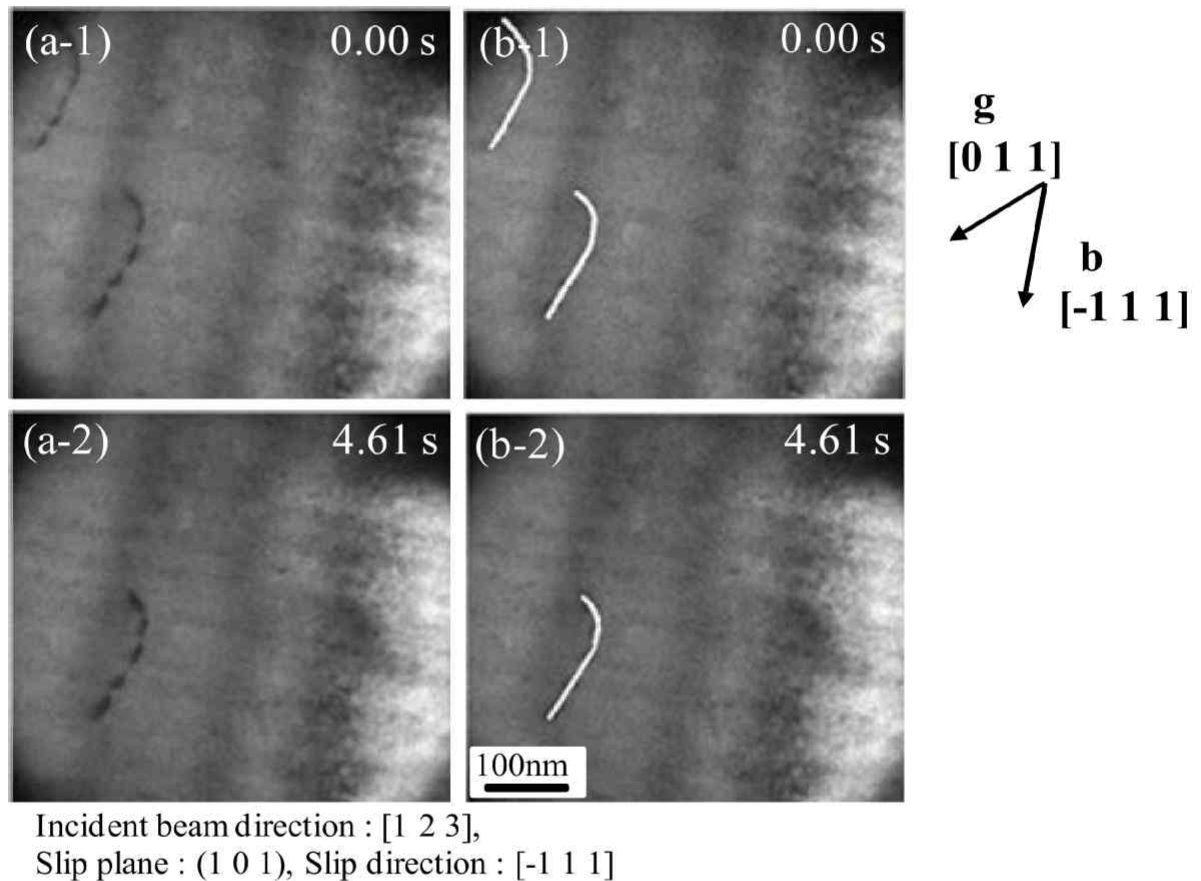 (a-1) 0.00 s
(b-1) 0.00 s
g
[0 1 1]
b
[-1 1 1]
(a-2) 4.61 s
(b-2) 4.61 s
100nm
Incident beam direction : [1 2 3],
Slip plane : (1 0 1), Slip direction : [-1 1 1]